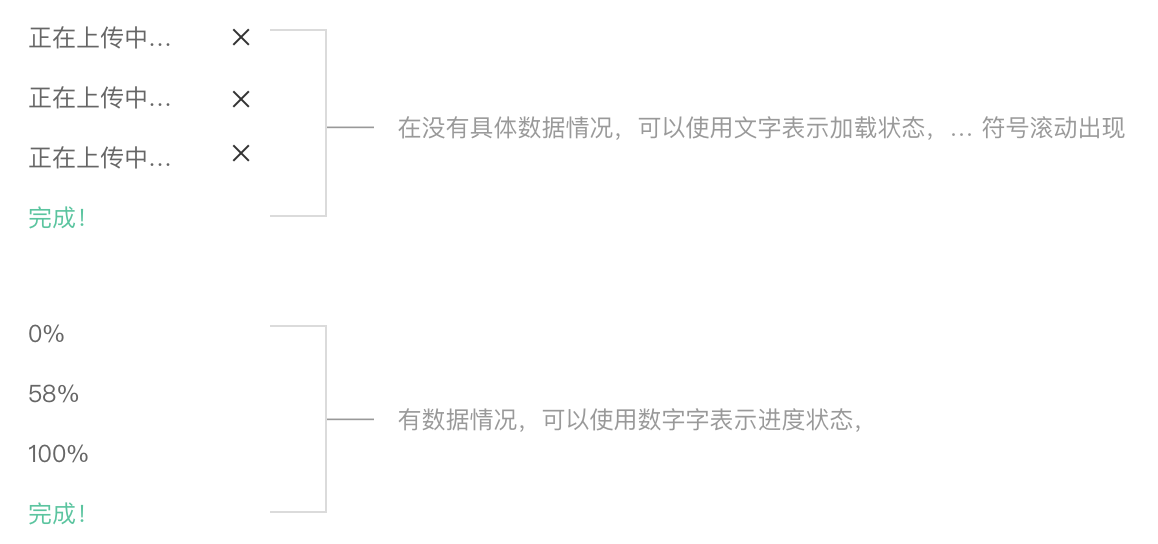 正在上传中...
正在上传中...
正在上传中...
完成！
在没有具体数据情况，可以使用文字表示加载状态，... 符号滚动出现
0%
58%
100%
完成！
有数据情况，可以使用数字字表示进度状态，